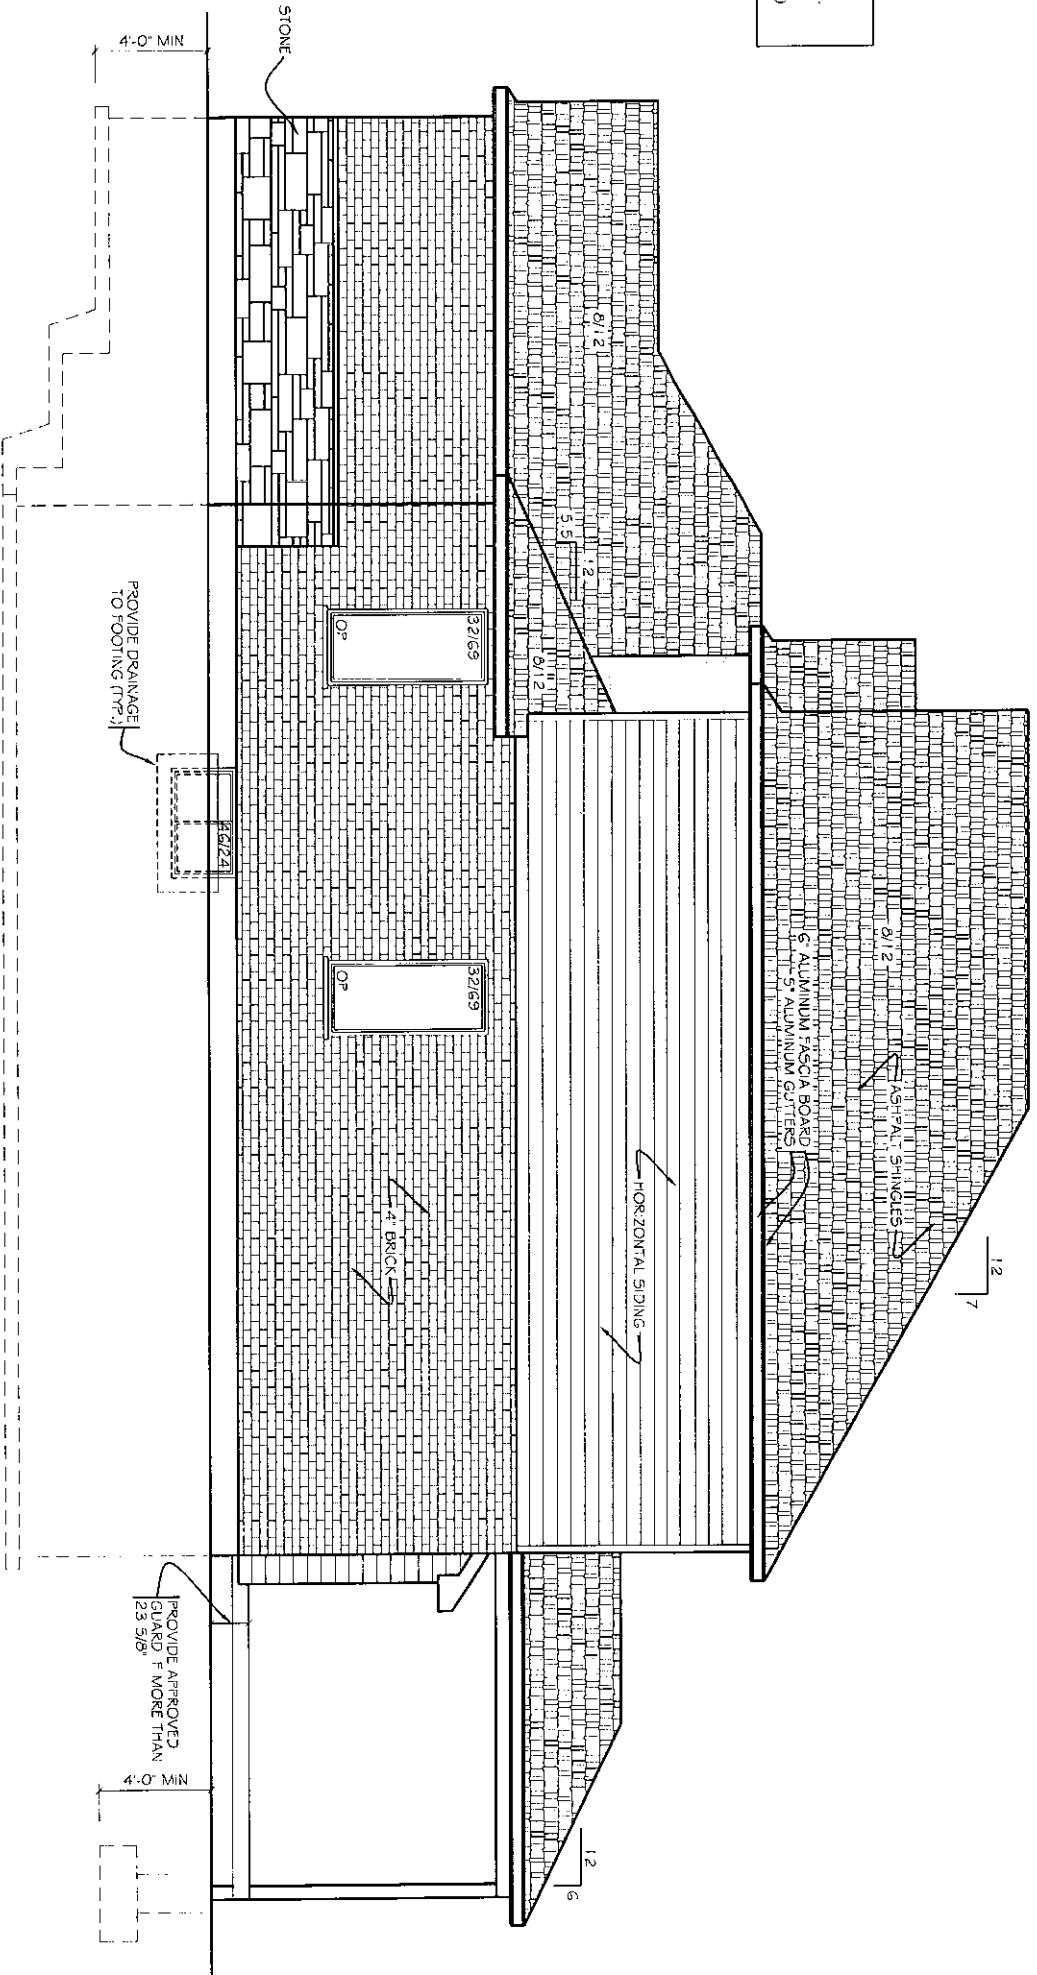 12
7
8/12
ASHPALT SHINGLES
6" ALUMINUM FASCIA BOARD
5" ALUMINUM GUTTERS
8/12
12
5.5
8/12
HORIZONTAL SIDING
12
6
32/69
OP
32/69
OP
4" BRICK
STONE
46/24
4'-0" MIN
PROVIDE DRAINAGE
TO FOOTING (TYP.)
PROVIDE APPROVED
GUARD IF MORE THAN
23 5/8"
4'-0" MIN